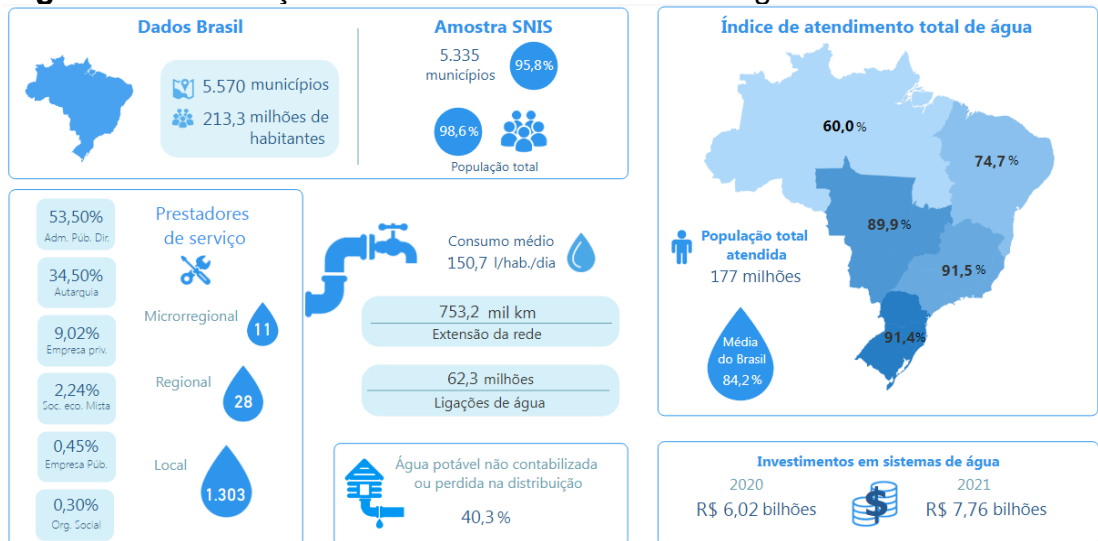 Dados Brasil
5.570 municípios
213,3 milhões de
habitantes
Amostra SNIS
5.335
municípios
95,8%
98,6%
População total
Índice de atendimento total de água
60,0 %
74,7 %
89,9 %
91,5 %
91,4%
População total
atendida
177 milhões
Média
do Brasil
84,2%
53,50%
Adm. Púb. Dir.
34,50%
Autarquia
9,02%
Empresa priv.
2,24%
Soc. eco. Mista
0,45%
Empresa Púb.
0,30%
Org. Social
Prestadores
de serviço
Microrregional
11
Regional
28
Local
1.303
Consumo médio
150,7 l/hab./dia
753,2 mil km
Extensão da rede
62,3 milhões
Ligações de água
Água potável não contabilizada
ou perdida na distribuição
40,3 %
Investimentos em sistemas de água
2020
R$ 6,02 bilhões
$
2021
R$ 7,76 bilhões